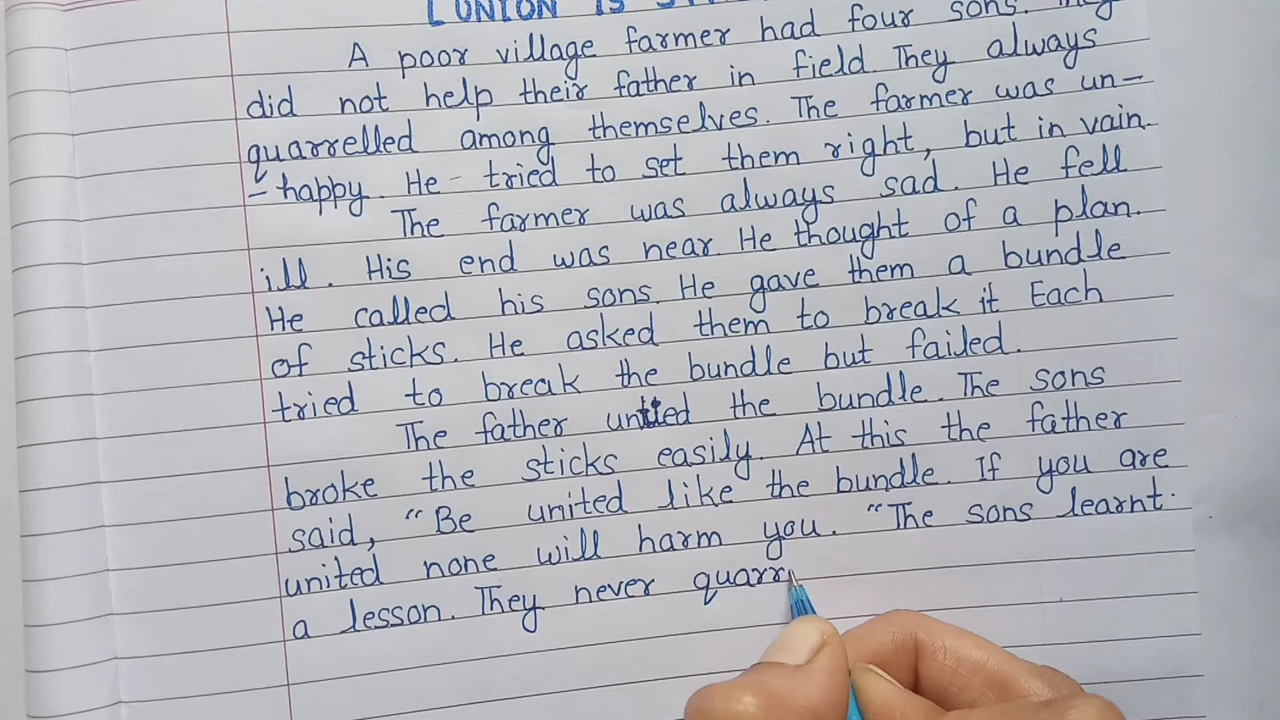 [UNION IS
A poor village farmer had four sons. They
did not help their father in field. They always
quarrelled among themselves. The farmer was un-
-happy. He tried to set them right, but in vain.
The farmer was always sad. He fell
ill. His end was near. He thought of a plan.
He called his sons. He gave them a bundle
of sticks. He asked them to break it Each
tried to break the bundle but failed.
The father untied the bundle. The sons
broke the sticks easily. At this the father
said, "Be united like the bundle. If you are
united none will harm you. "The sons learnt
a lesson. They never quarr